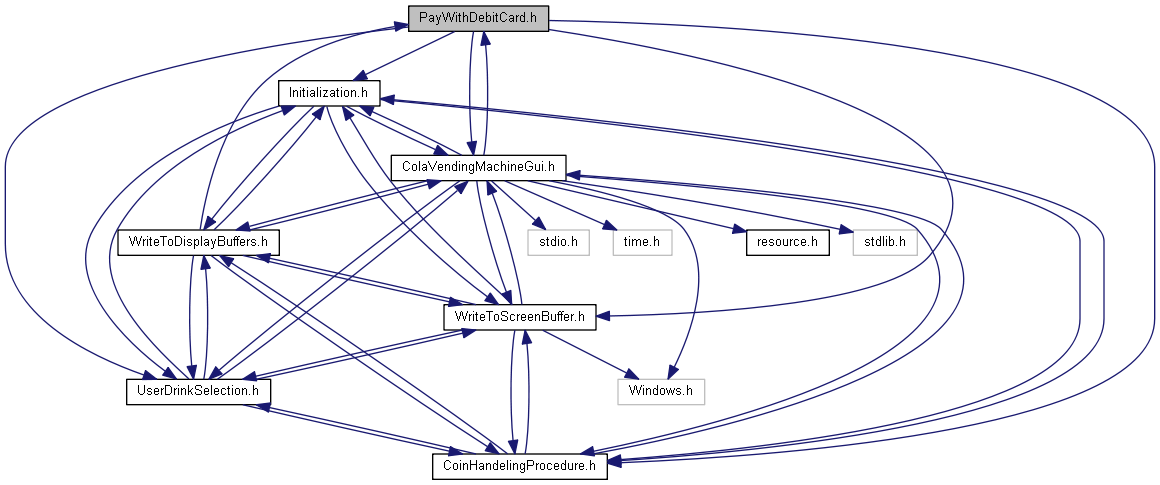 PayWithDebitCard.h
Initialization.h
ColaVendingMachineGui.h
WriteToDisplayBuffers.h
stdio.h
time.h
resource.h
stdlib.h
WriteToScreenBuffer.h
UserDrinkSelection.h
Windows.h
CoinHandelingProcedure.h